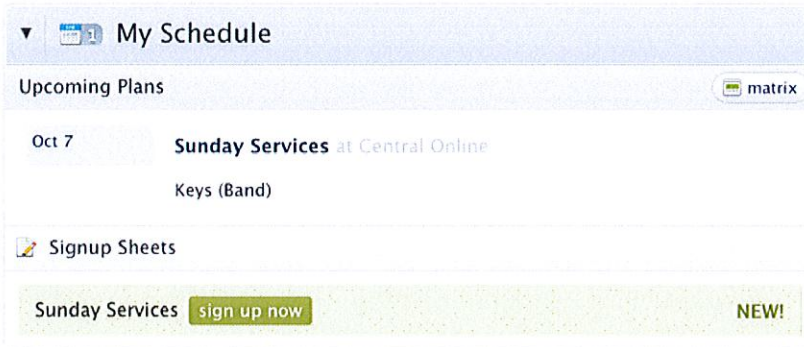 ▼ 1 My Schedule
Upcoming Plans matrix
Oct 7 Sunday Services at Central Online
Keys (Band)
Signup Sheets
Sunday Services sign up now NEW!